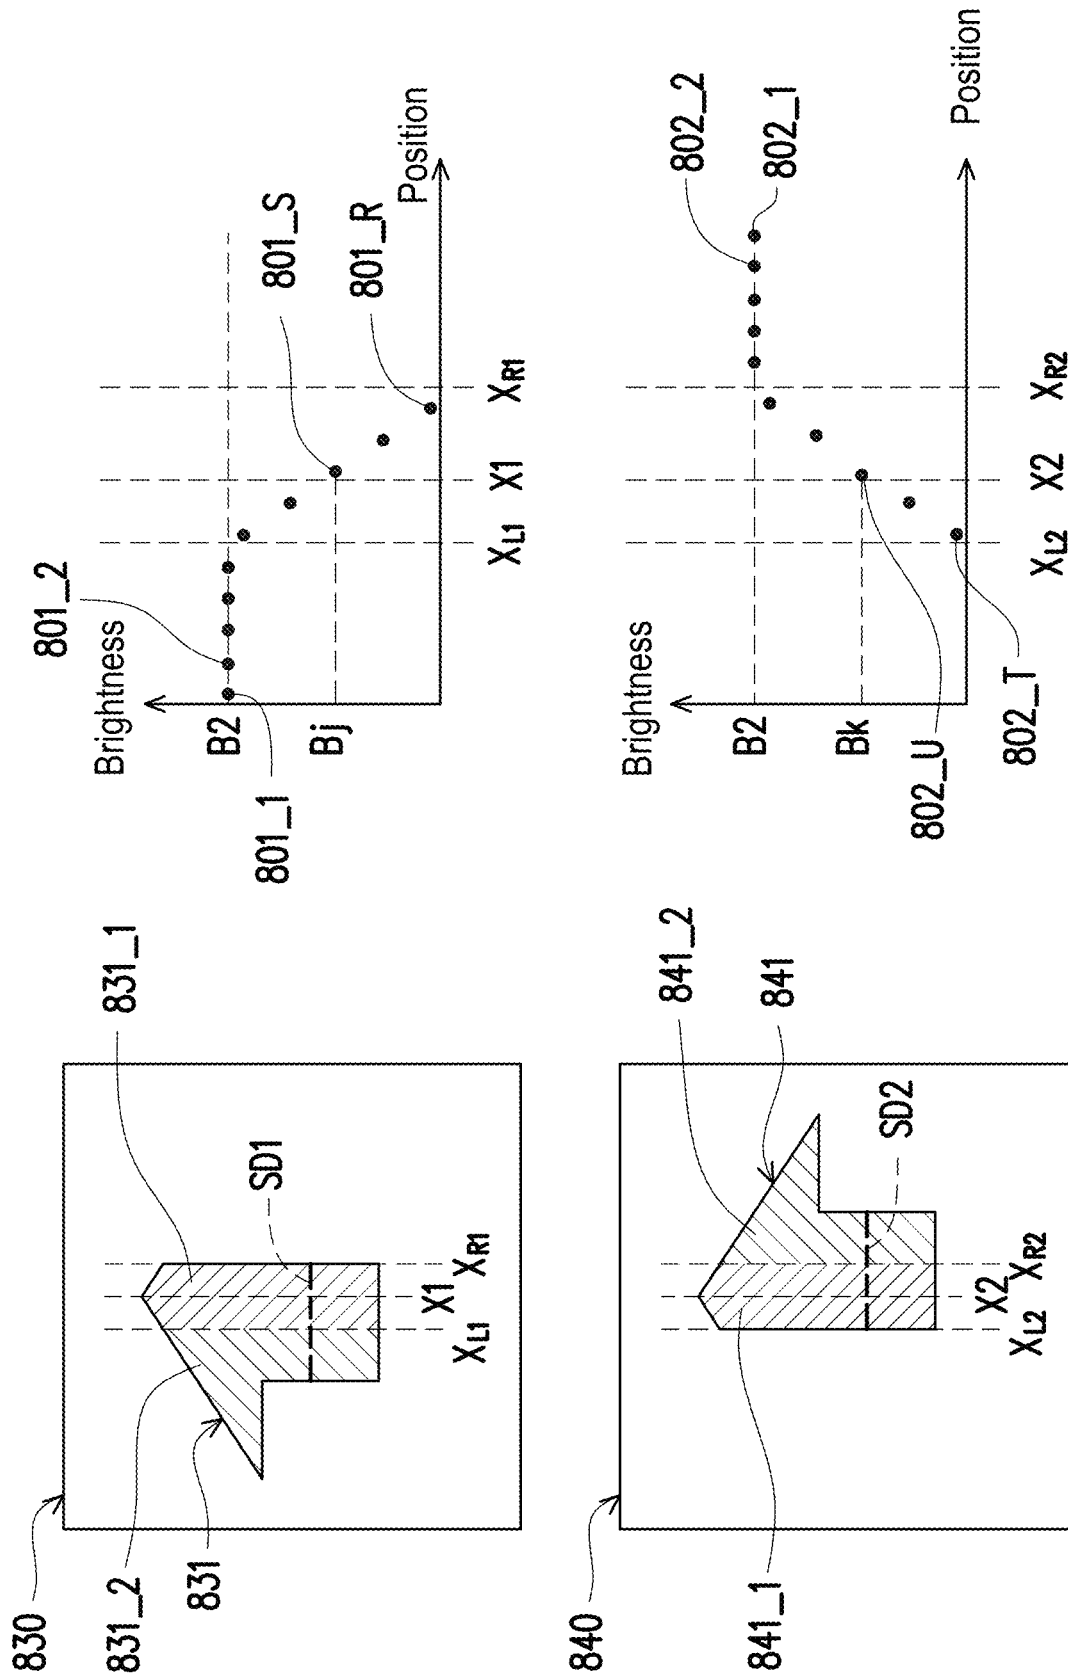 830
831_2
831
831_1
SD1
X1
XL1
XR1
Brightness
B2
Bj
801_1
801_2
801_S
801_R
Position
XL1
X1
XR1
840
841_1
841_2
841
SD2
X2
XL2
XR2
Brightness
B2
Bk
802_U
802_T
802_2
802_1
Position
XL2
X2
XR2